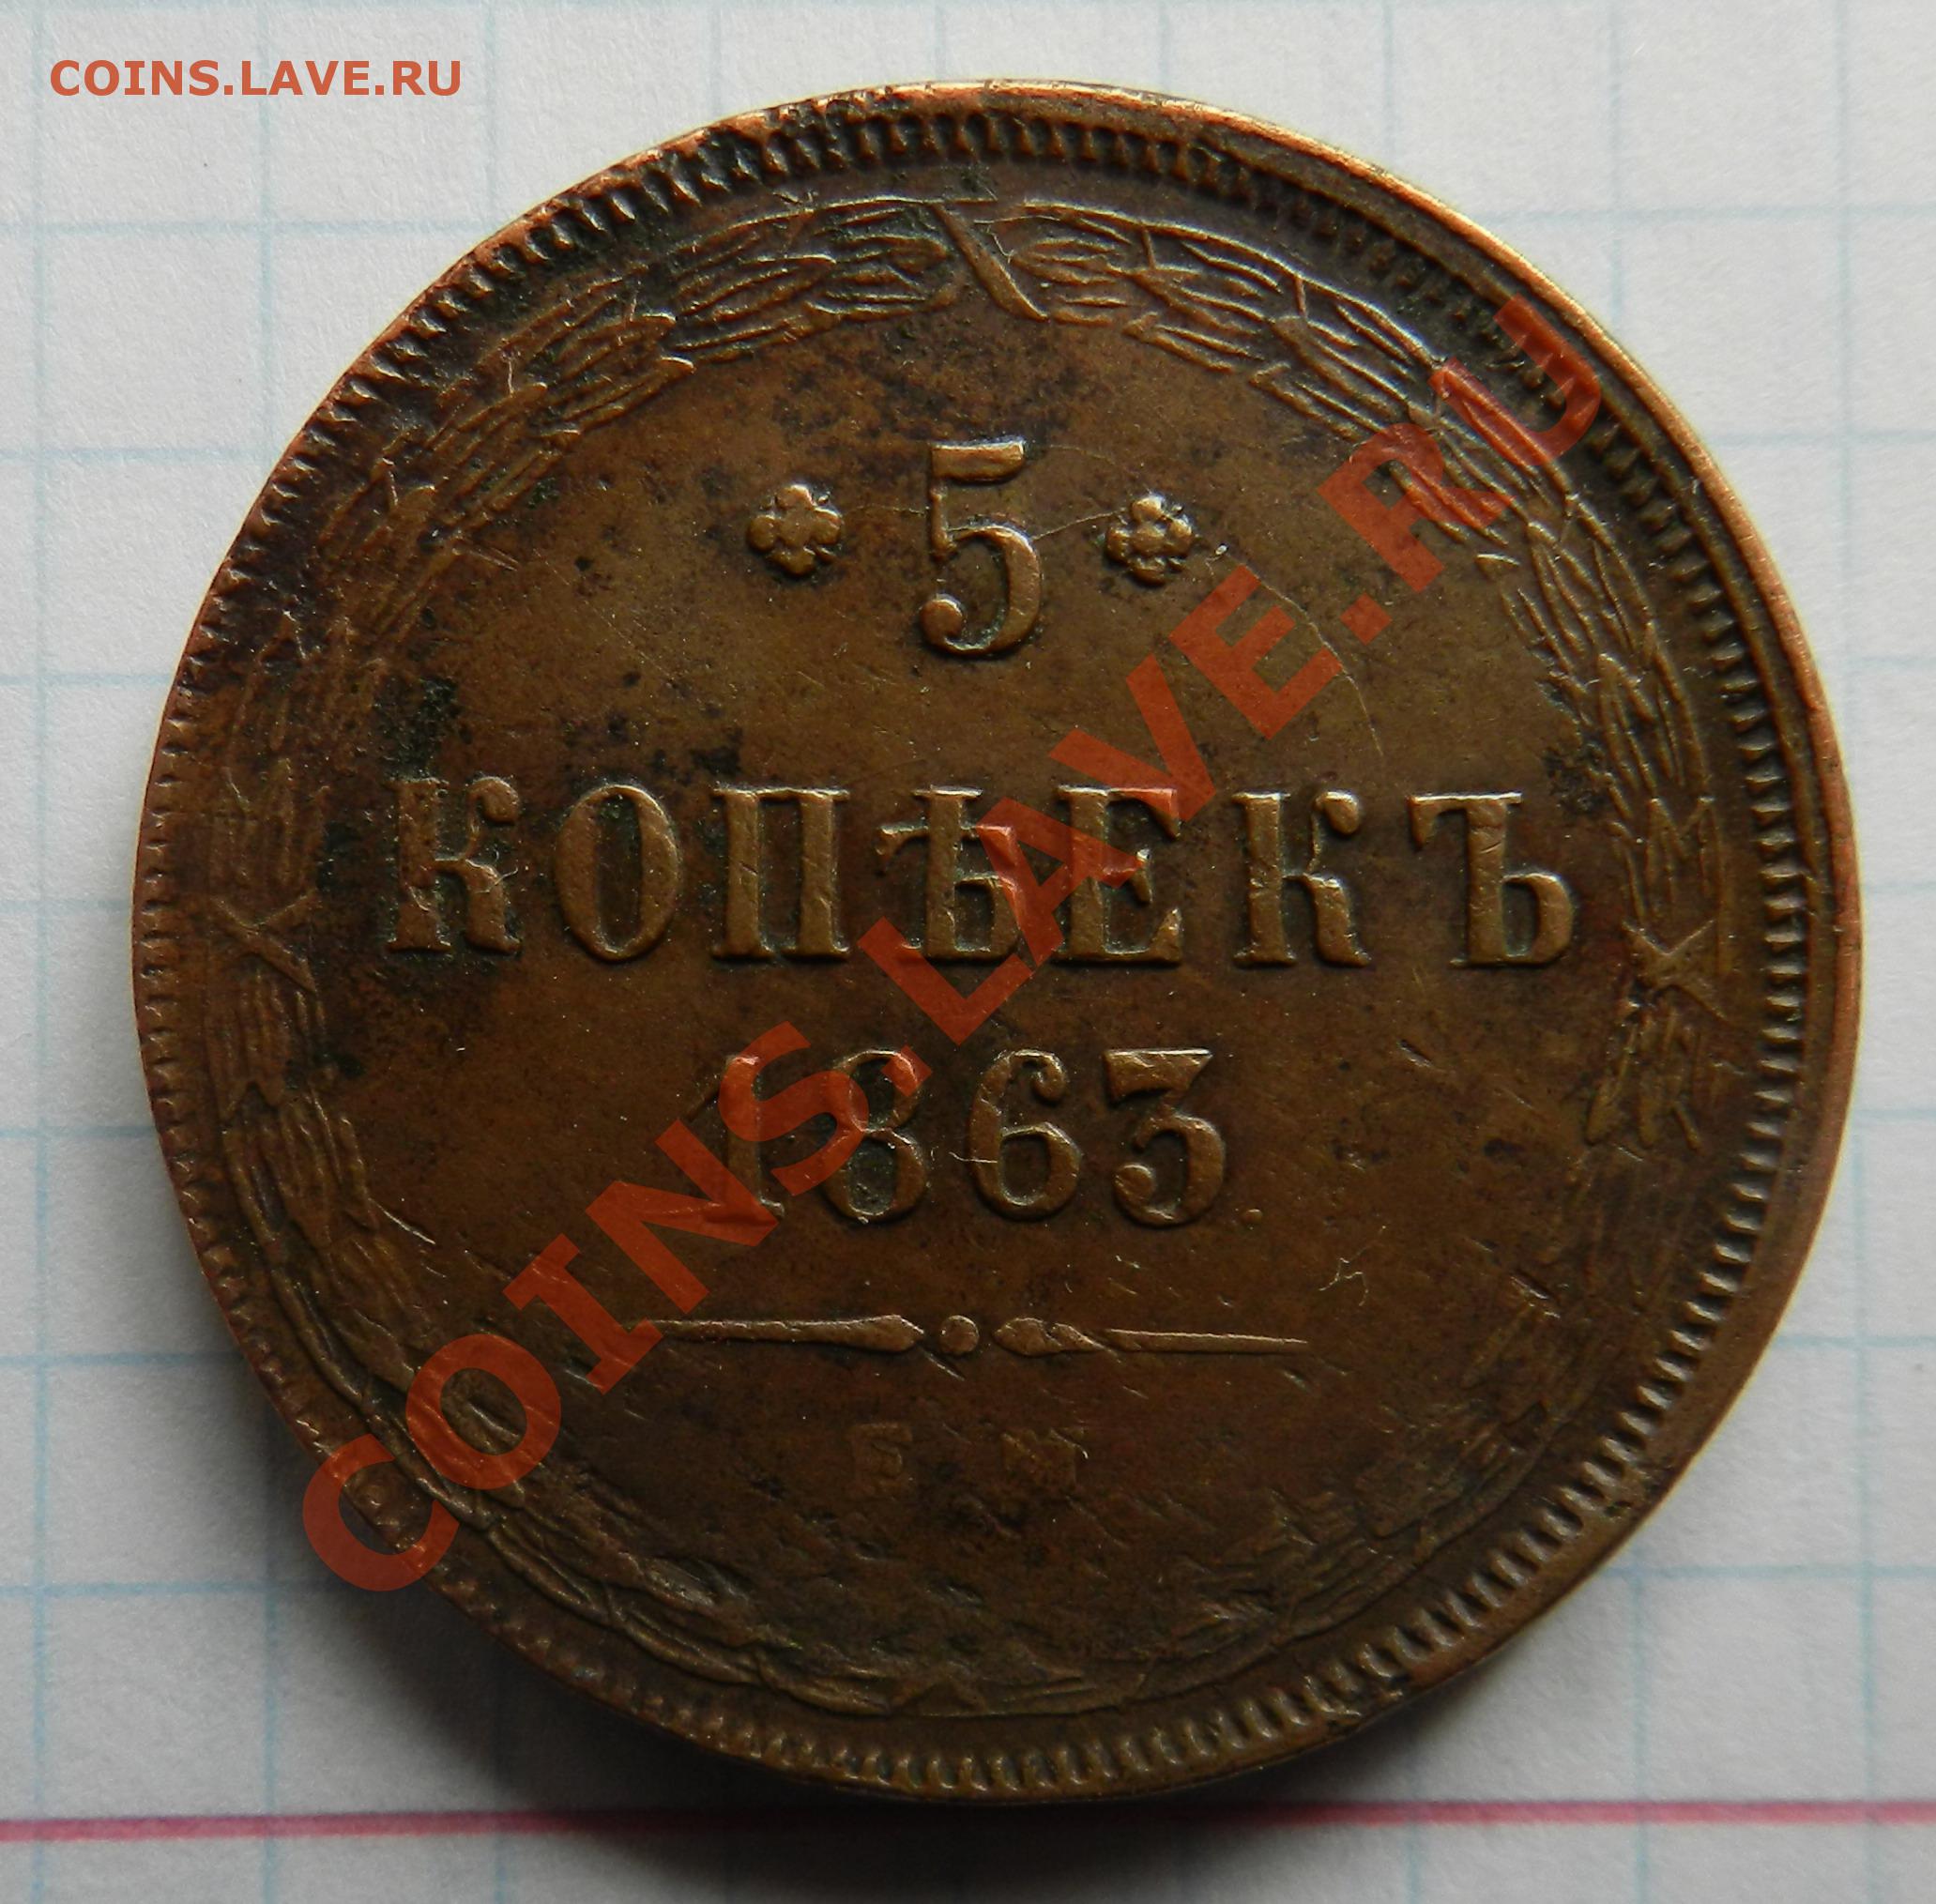 COINS.LAVE.RU
5
КОПѢЕКЪ
1863
Е М
COINS.LAVE.RU